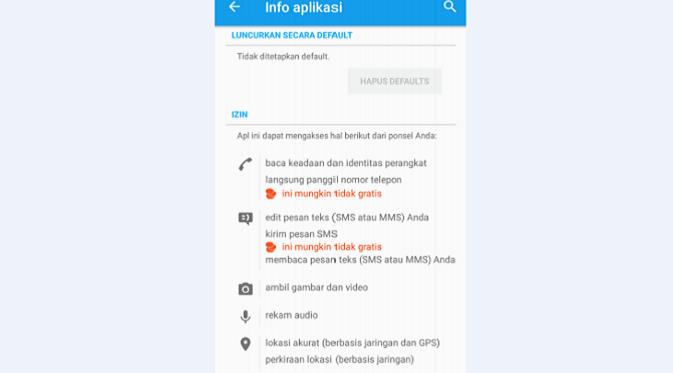 Info aplikasi
LUNCURKAN SECARA DEFAULT
Tidak ditetapkan default.
HAPUS DEFAULTS
IZIN
Apl ini dapat mengakses hal berikut dari ponsel Anda:
baca keadaan dan identitas perangkat
langsung panggil nomor telepon
ini mungkin tidak gratis
edit pesan teks (SMS atau MMS) Anda
kirim pesan SMS
ini mungkin tidak gratis
membaca pesan teks (SMS atau MMS) Anda
ambil gambar dan video
rekam audio
lokasi akurat (berbasis jaringan dan GPS)
perkiraan lokasi (berbasis jaringan)